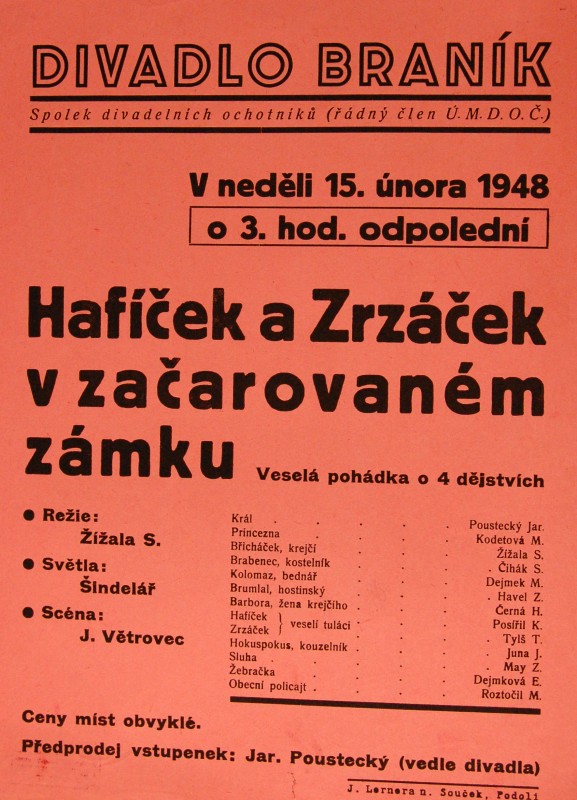 DIVADLO BRANÍK
Spolek divadelních ochotníků (řádný člen Ú. M. D. O. Č.)
V neděli 15. února 1948
o 3. hod. odpolední
Hafíček a Zrzáček
v začarovaném
zámku Veselá pohádka o 4 dějstvích
● Režie:
Žížala S.
● Světla:
Šindelář
● Scéna:
J. Větrovec
Král . . . . . Poustecký Jar.
Princezna . . . . Kodetová M.
Břicháček, krejčí . . . Žížala S.
Brabenec, kostelník . . . Čihák S.
Kolomaz, bednář . . . Dejmek M.
Brumlal, hostinský . . . Havel Z.
Barbora, žena krejčího . . . Černá H.
Hafíček } veselí tuláci . . Posířil K.
Zrzáček } . . . Tylš T.
Hokuspokus, kouzelník . . . Juna J.
Sluha . . . . . May Z.
Žebračka . . . . Dejmková E.
Obecní policajt . . . . Roztočil M.
Ceny míst obvyklé.
Předprodej vstupenek: Jar. Poustecký (vedle divadla)
J. Lernera n. Souček, Podolí